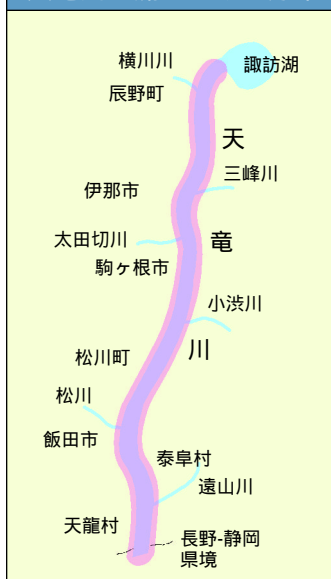 横川川
諏訪湖
辰野町
天
三峰川
伊那市
太田切川
竜
駒ヶ根市
小渋川
川
松川町
松川
飯田市
泰阜村
遠山川
天龍村
長野-静岡
県境